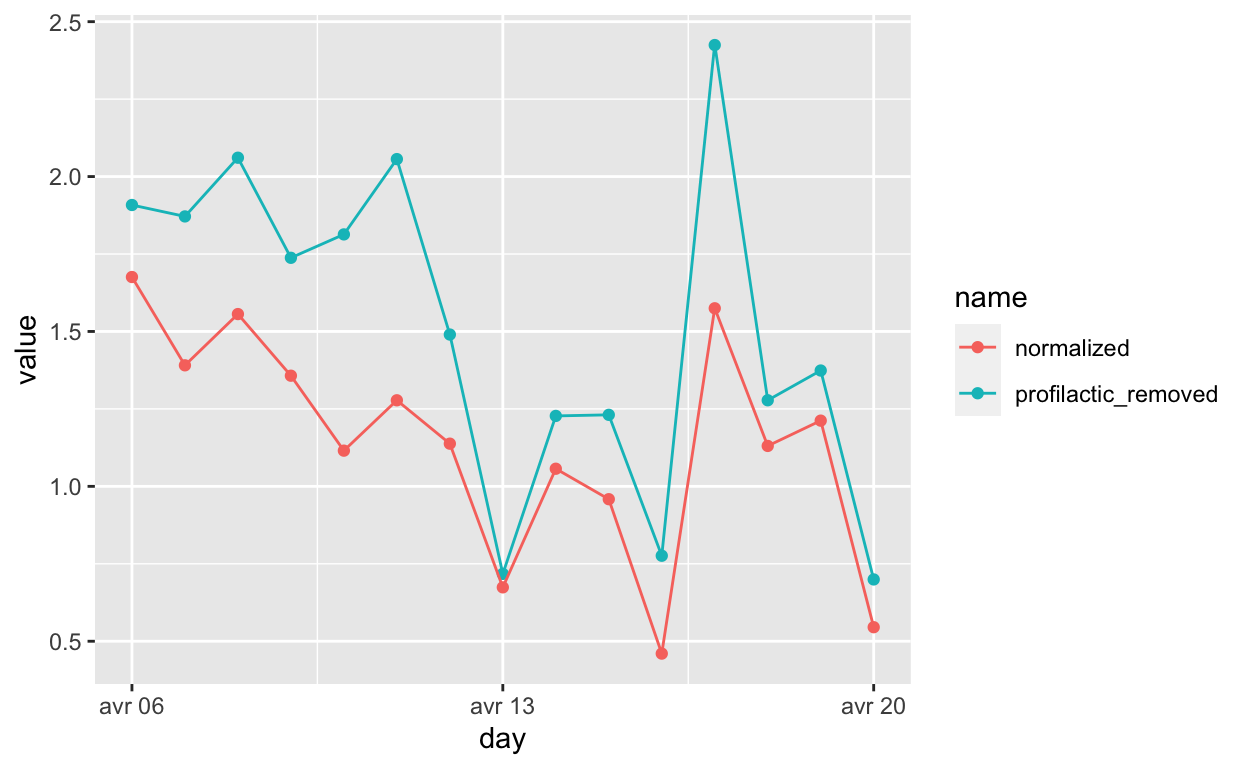 2.5
2.0
1.5
1.0
0.5
value
avr 06
avr 13
avr 20
day
name
normalized
profilactic_removed